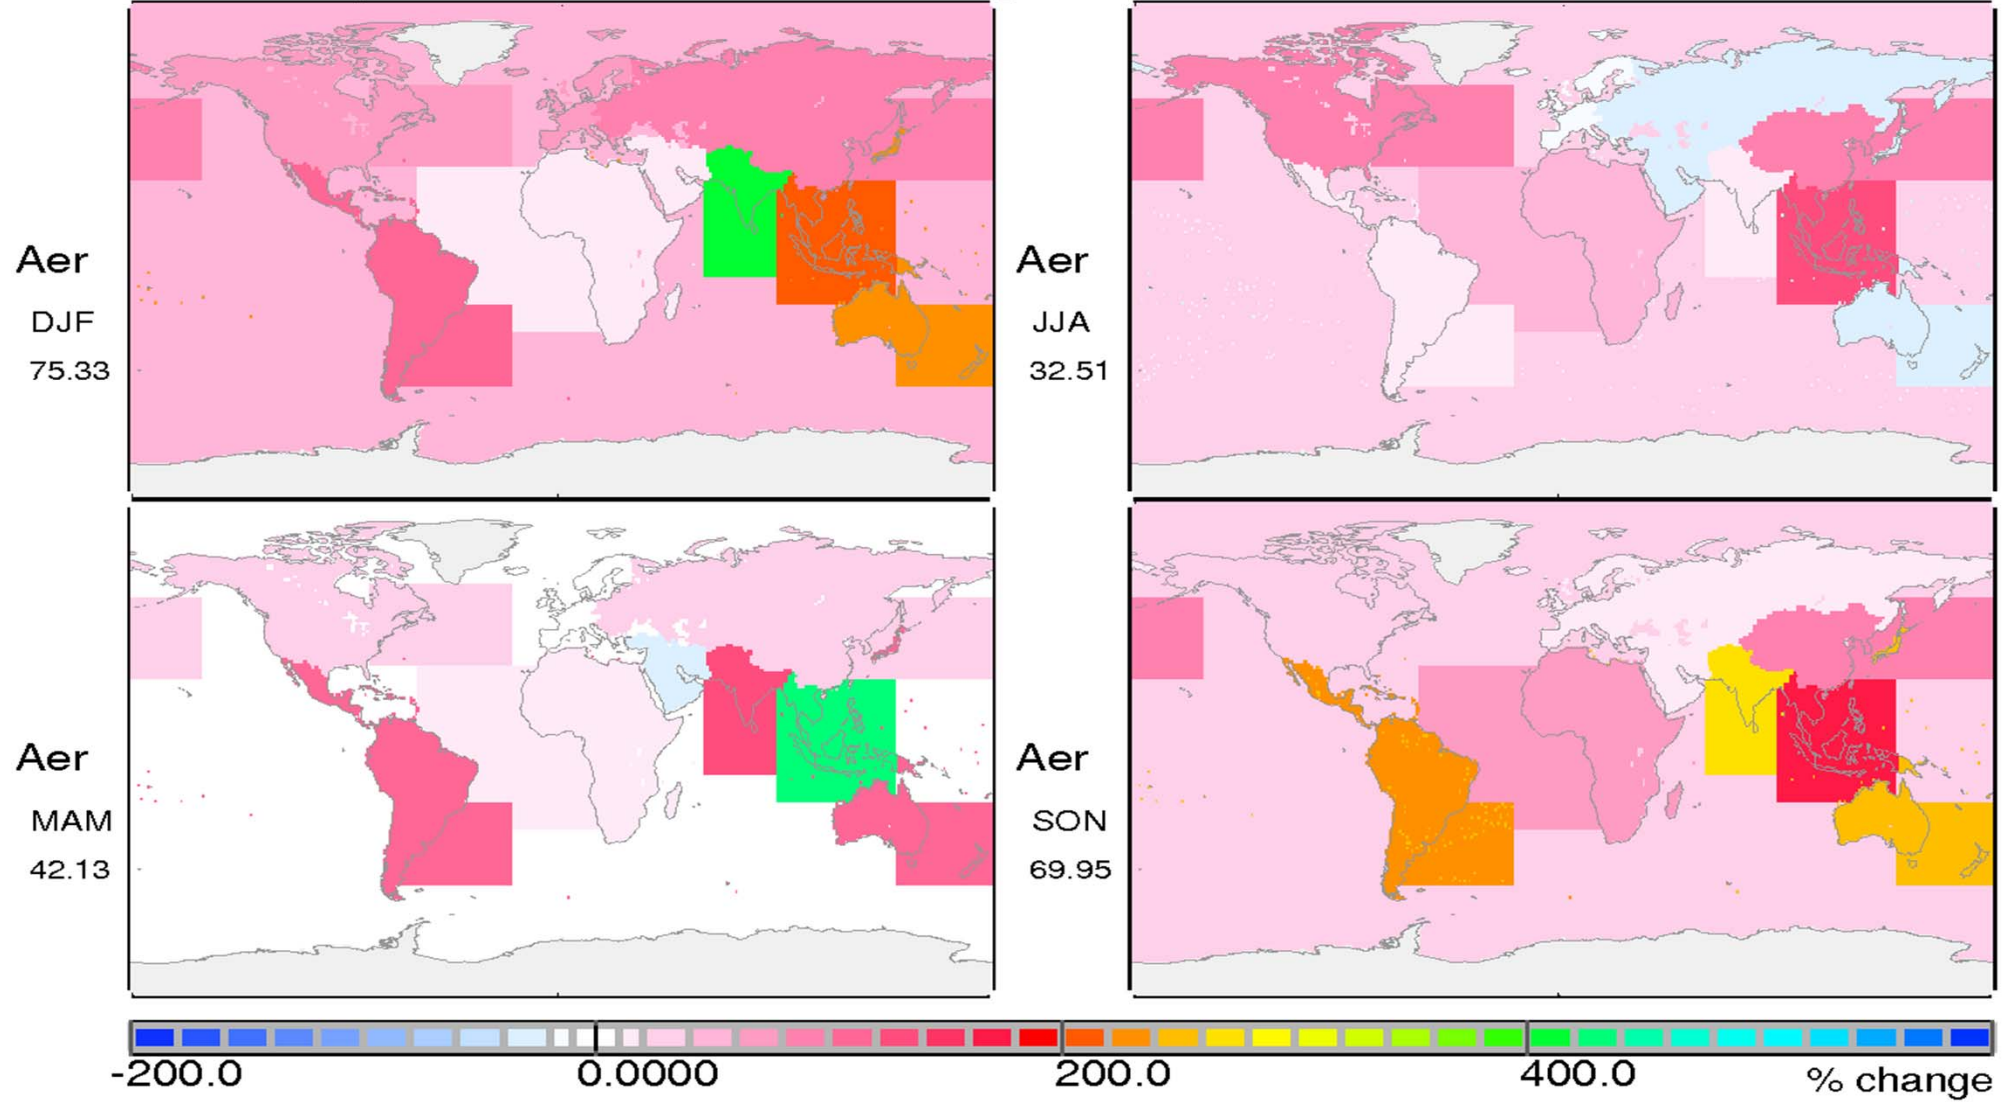 Aer
DJF
75.33
Aer
JJA
32.51
Aer
MAM
42.13
Aer
SON
69.95
-200.0 0.0000 200.0 400.0 % change